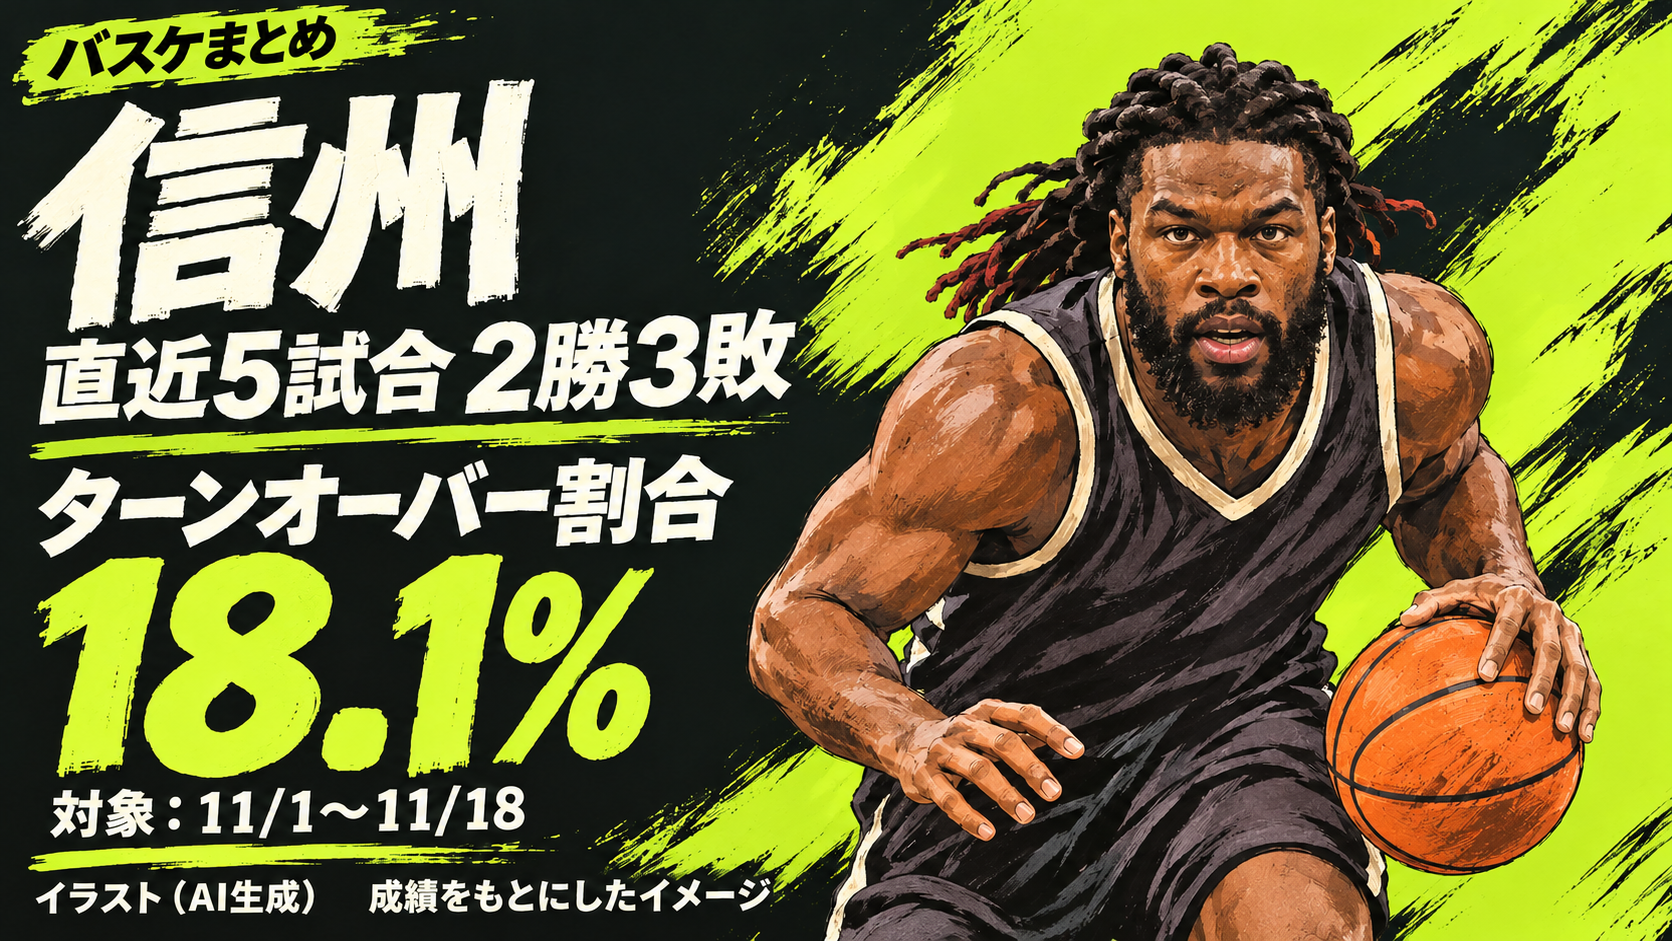 バスケまとめ
信州
直近5試合 2勝3敗
ターンオーバー割合
18.1%
対象：11/1〜11/18
イラスト（AI生成）　成績をもとにしたイメージ